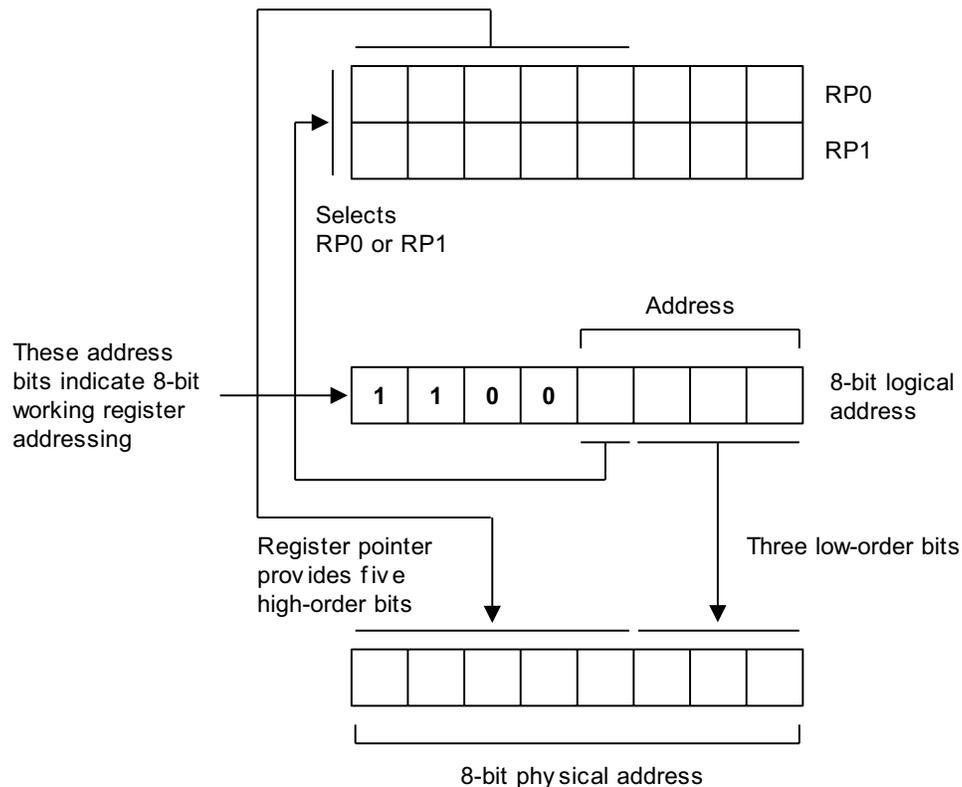 RP0
RP1
Selects
RP0 or RP1
Address
These address
bits indicate 8-bit
working register
addressing
1 1 0 0
8-bit logical
address
Register pointer
provides five
high-order bits
Three low-order bits
8-bit physical address